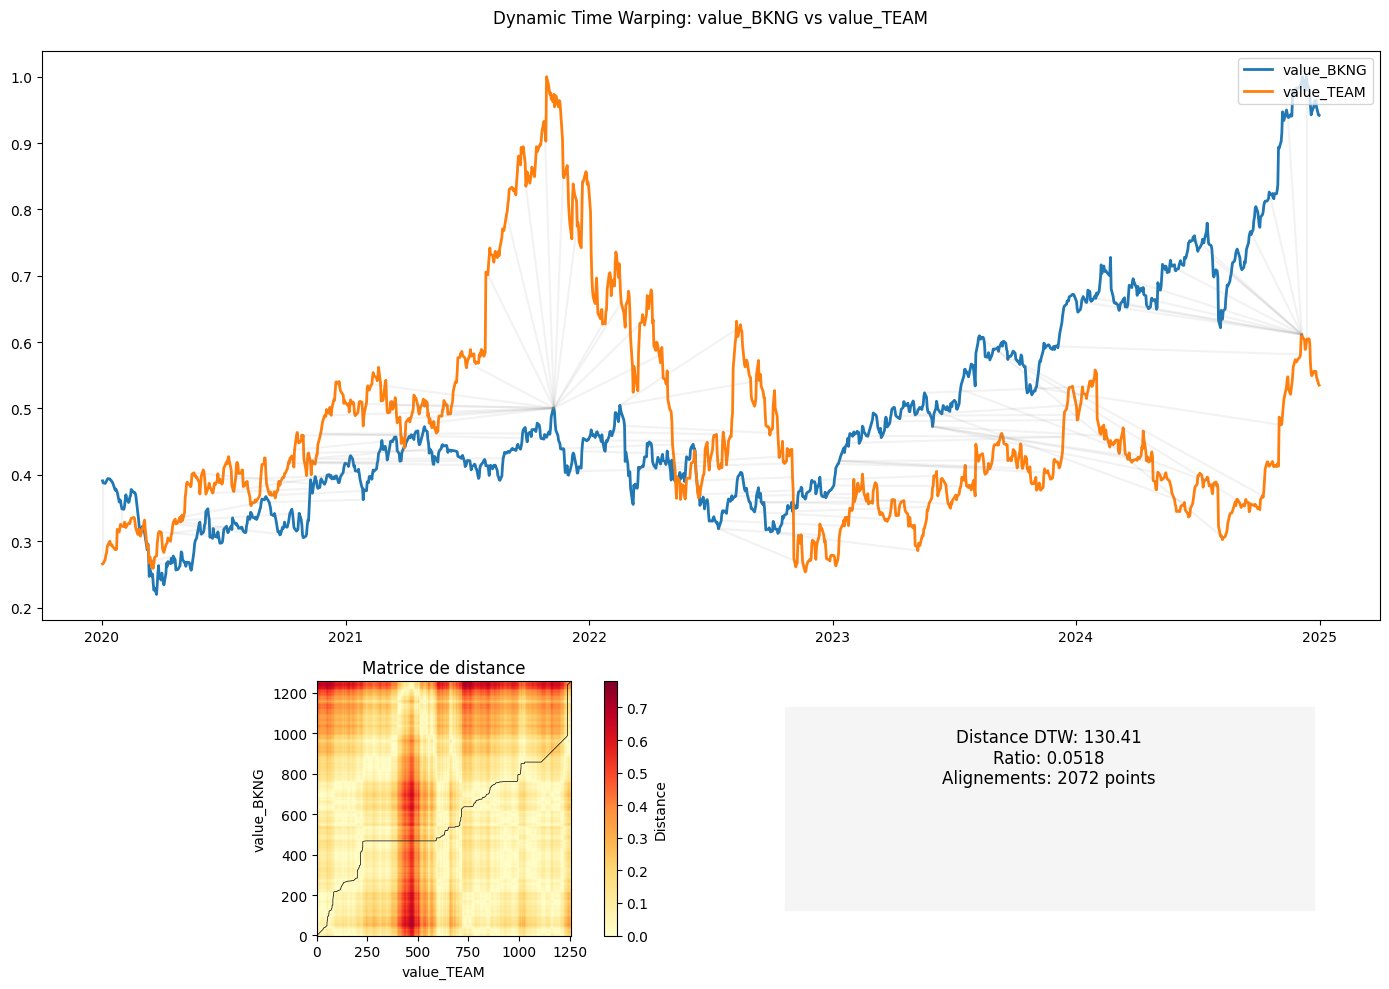 Dynamic Time Warping: value_BKNG vs value_TEAM
value_BKNG
value_TEAM
1.0
0.9
0.8
0.7
0.6
0.5
0.4
0.3
0.2
2020 2021 2022 2023 2024 2025
Matrice de distance
value_BKNG
1200
1000
800
600
400
200
0
0 250 500 750 1000 1250
value_TEAM
0.7
0.6
0.5
0.4
0.3
0.2
0.1
0.0
Distance
Distance DTW: 130.41
Ratio: 0.0518
Alignements: 2072 points